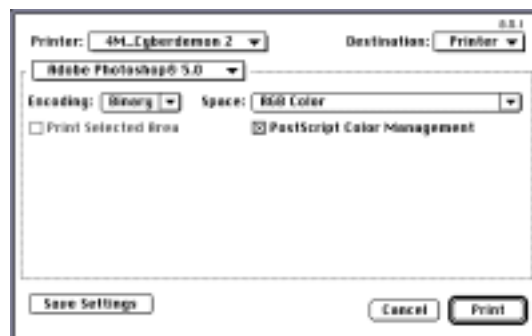 8.5.1
Printer: 4M_Cyberdemon 2 Destination: Printer
Adobe Photoshop® 5.0
Encoding: Binary Space: RGB Color
Print Selected Area PostScript Color Management
Save Settings Cancel Print